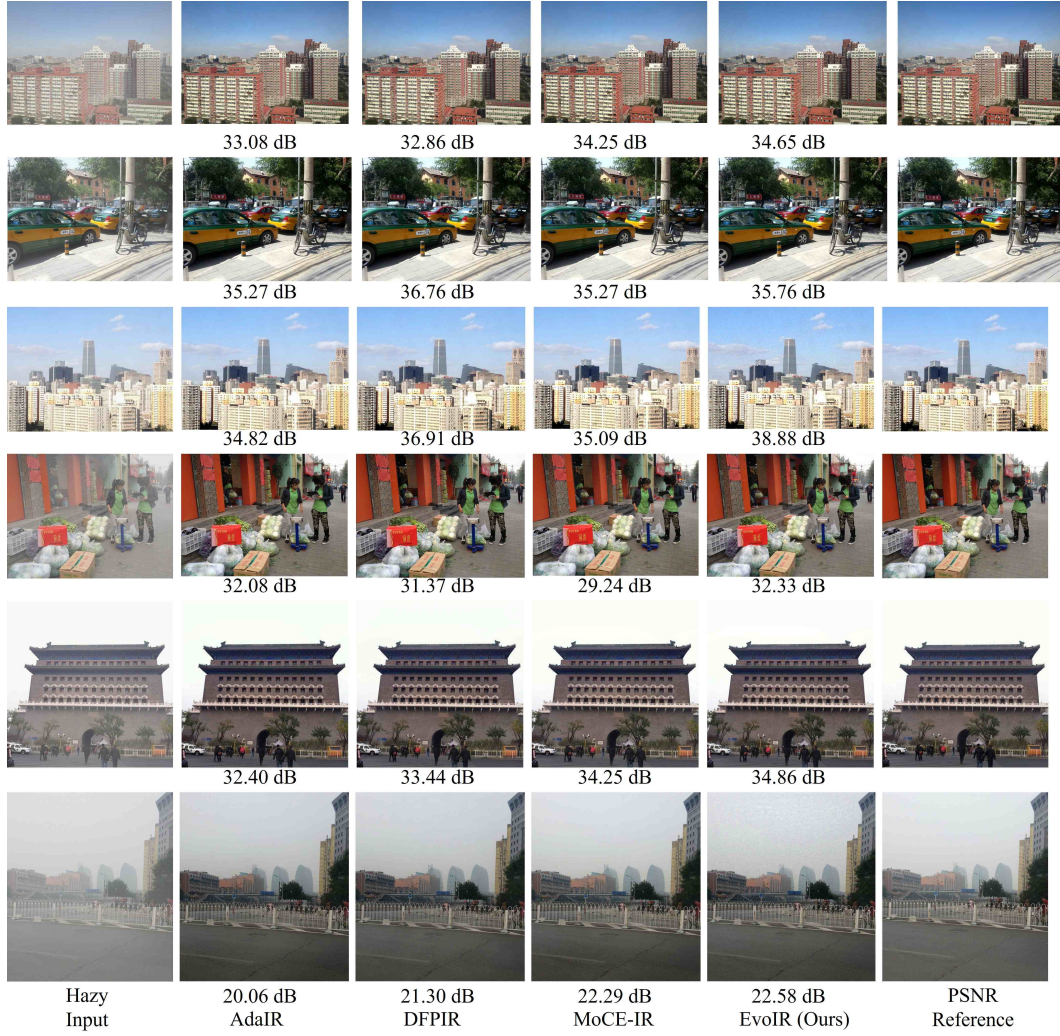 33.08 dB 32.86 dB 34.25 dB 34.65 dB
35.27 dB 36.76 dB 35.27 dB 35.76 dB
34.82 dB 36.91 dB 35.09 dB 38.88 dB
32.08 dB 31.37 dB 29.24 dB 32.33 dB
32.40 dB 33.44 dB 34.25 dB 34.86 dB
Hazy 20.06 dB 21.30 dB 22.29 dB 22.58 dB PSNR
Input AdaIR DFPIR MoCE-IR EvoIR (Ours) Reference